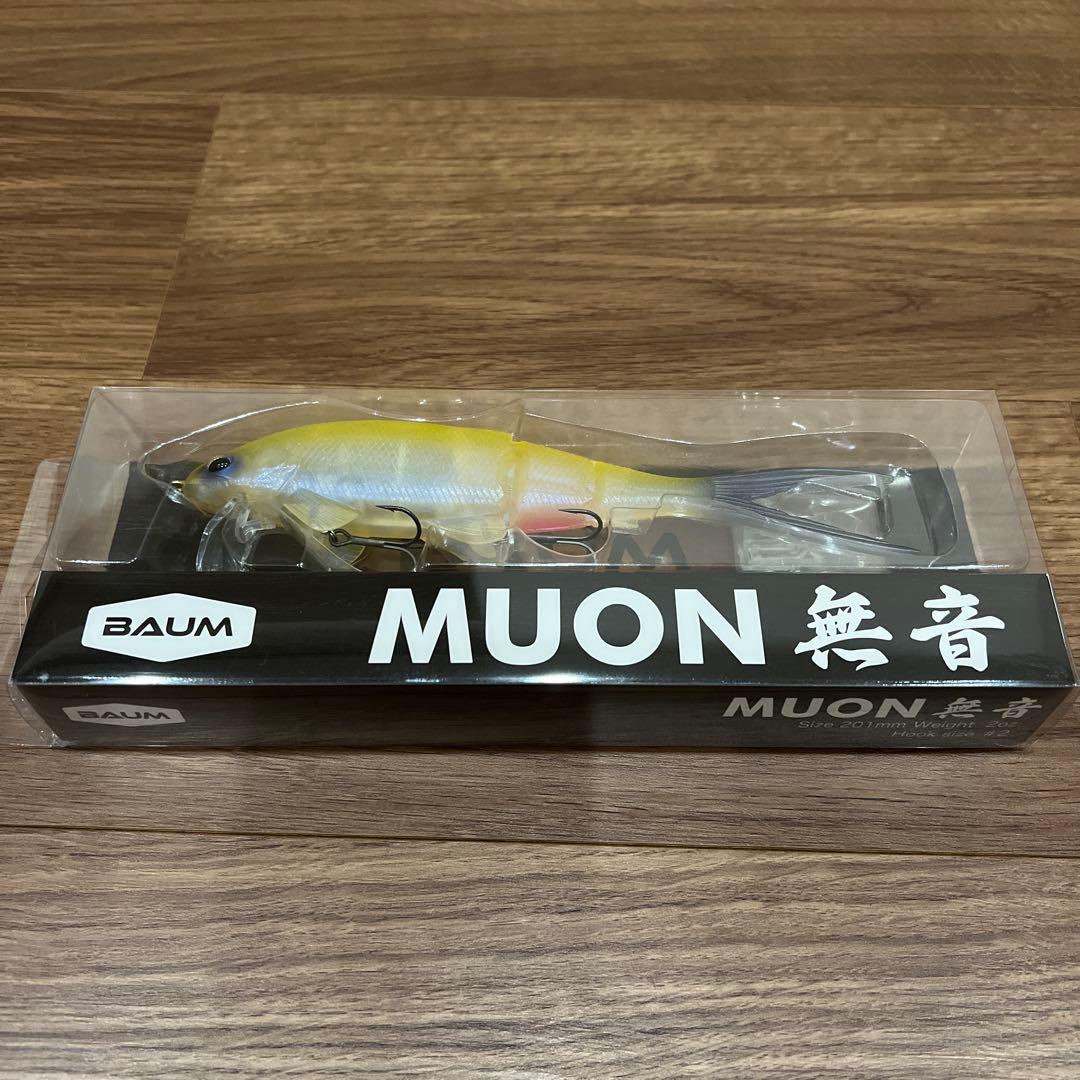 BAUM
MUON 無音
BAUM
MUON 無音
Size 201mm Weight 2oz
Hook size #2